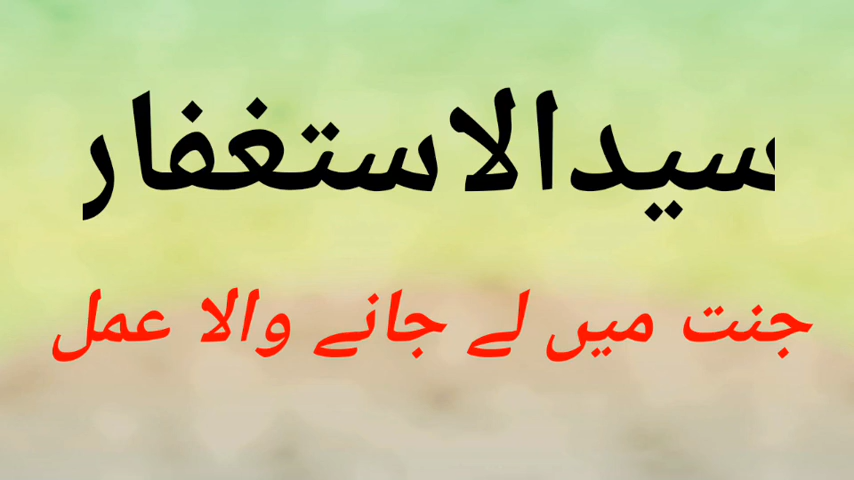 سیدالاستغفار
جنت میں لے جانے والا عمل